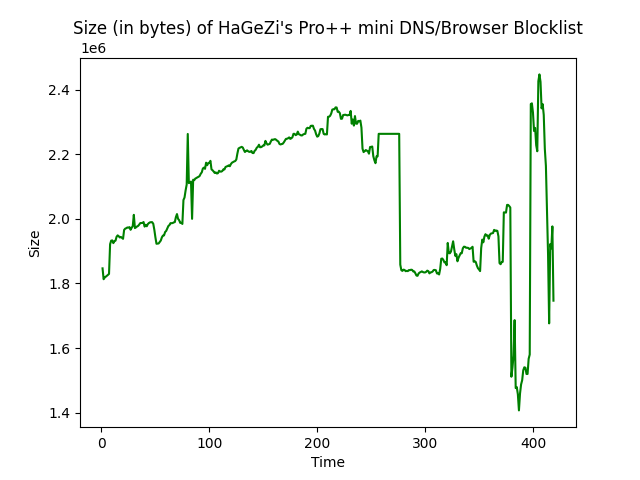 Size (in bytes) of HaGeZi's Pro++ mini DNS/Browser Blocklist
1e6
2.4
2.2
2.0
1.8
1.6
1.4
Size
0 100 200 300 400
Time